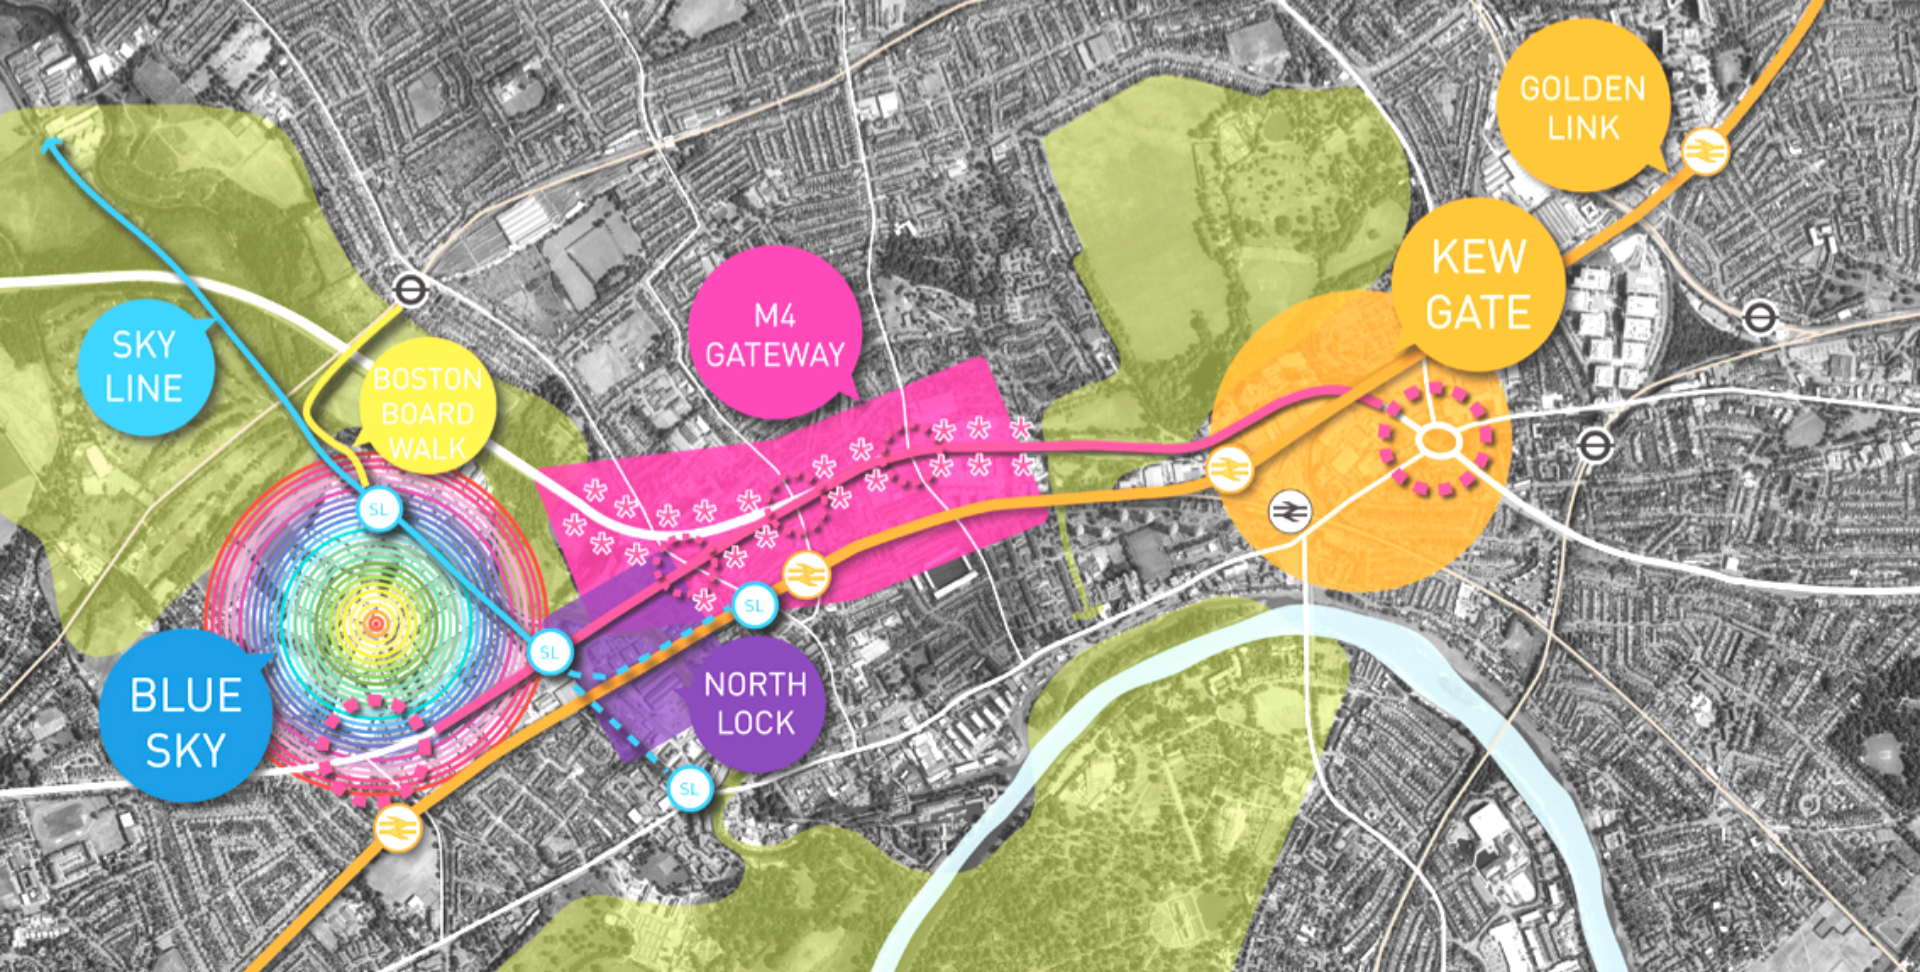 GOLDEN
LINK
KEW
GATE
M4
GATEWAY
SKY
LINE
BOSTON
BOARD
WALK
SL
SL
SL
BLUE
SKY
NORTH
LOCK
SL